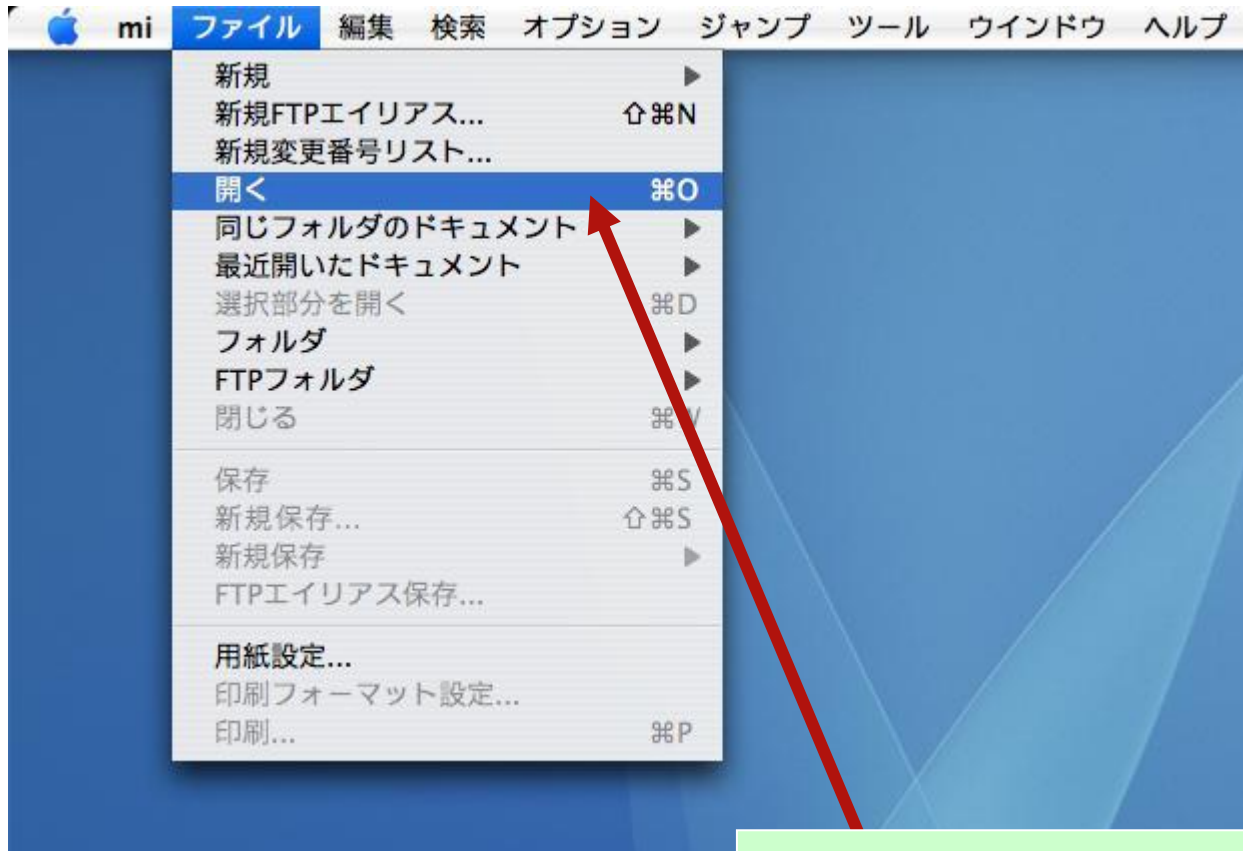 mi ファイル 編集 検索 オプション ジャンプ ツール ウインドウ ヘルプ
新規
新規FTPエイリアス... ⇧⌘N
新規変更番号リスト...
開く ⌘O
同じフォルダのドキュメント
最近開いたドキュメント
選択部分を開く ⌘D
フォルダ
FTPフォルダ
閉じる ⌘
保存 ⌘S
新規保存... ⇧⌘S
新規保存
FTPエイリアス保存...
用紙設定...
印刷フォーマット設定...
印刷... ⌘P